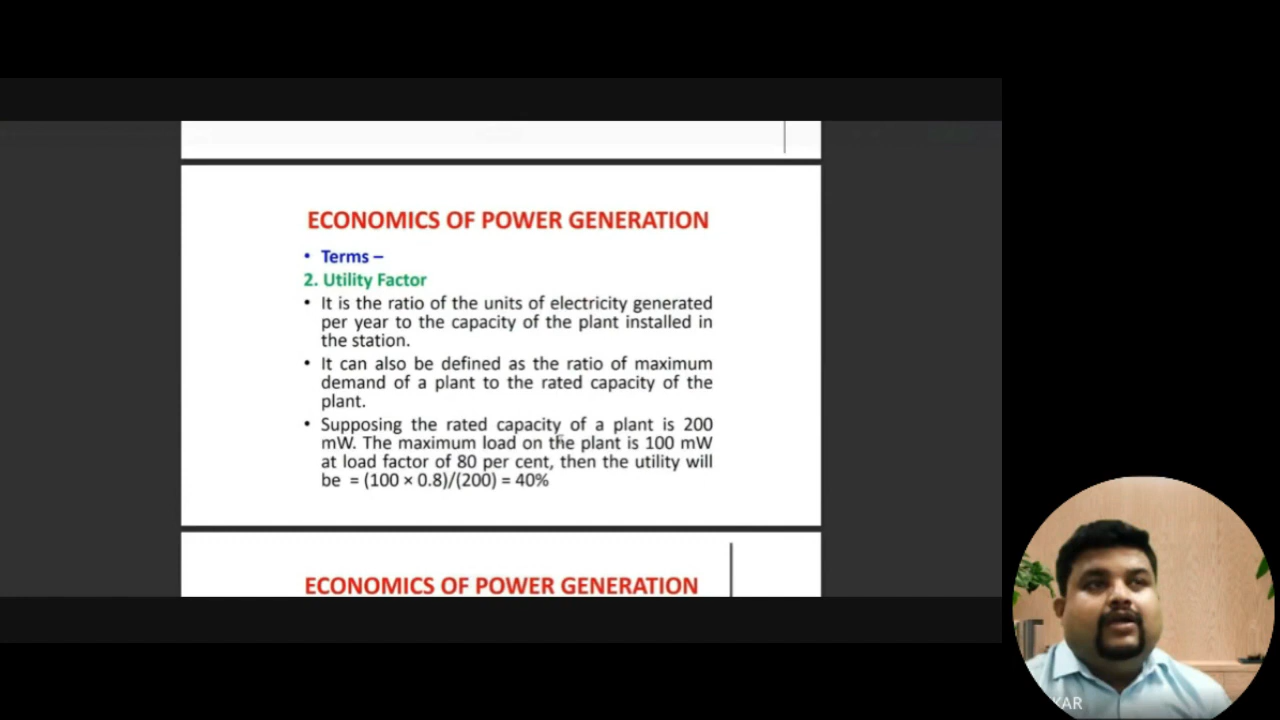 ECONOMICS OF POWER GENERATION
• Terms –
2. Utility Factor
• It is the ratio of the units of electricity generated
per year to the capacity of the plant installed in
the station.
• It can also be defined as the ratio of maximum
demand of a plant to the rated capacity of the
plant.
• Supposing the rated capacity of a plant is 200
mW. The maximum load on the plant is 100 mW
at load factor of 80 per cent, then the utility will
be = (100 × 0.8)/(200) = 40%
ECONOMICS OF POWER GENERATION
KAR